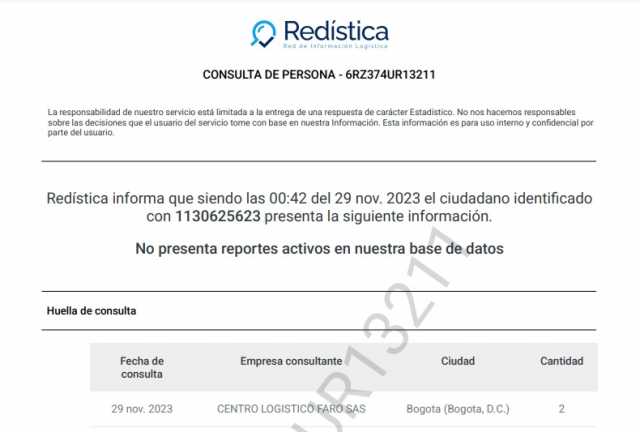 Redística
Red de Información Logística
CONSULTA DE PERSONA - 6RZ374UR13211
La responsabilidad de nuestro servicio está limitada a la entrega de una respuesta de carácter Estadístico. No nos hacemos responsables
sobre las decisiones que el usuario del servicio tome con base en nuestra Información. Esta información es para uso interno y confidencial por
parte del usuario.
Redística informa que siendo las 00:42 del 29 nov. 2023 el ciudadano identificado
con 1130625623 presenta la siguiente información.
No presenta reportes activos en nuestra base de datos
Huella de consulta
Fecha de consulta Empresa consultante Ciudad Cantidad
29 nov. 2023 CENTRO LOGISTICO FARO SAS Bogota (Bogota, D.C.) 2
UR13211